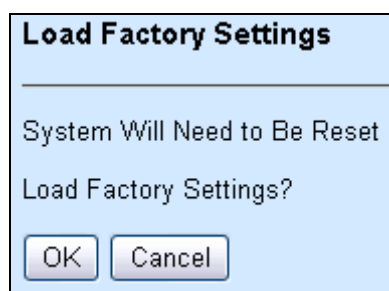 Load Factory Settings
System Will Need to Be Reset
Load Factory Settings?
OK Cancel